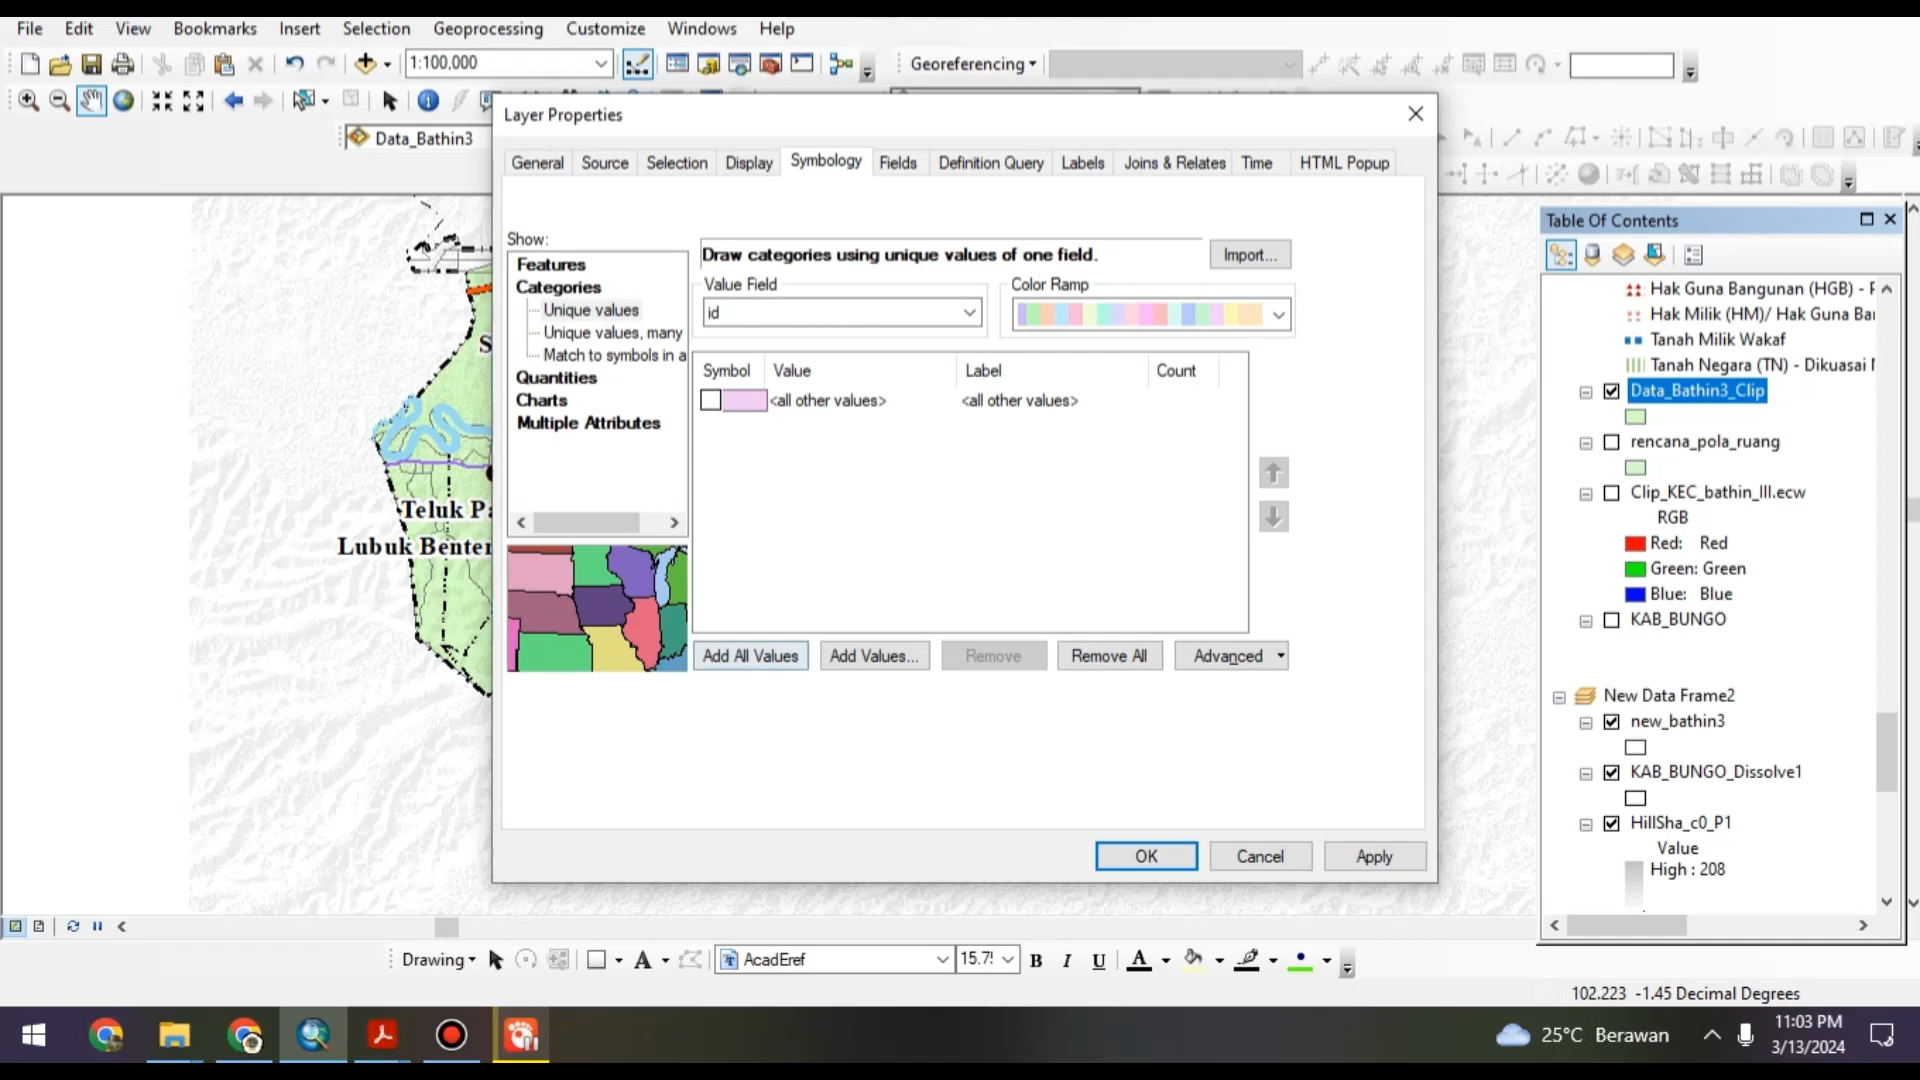 File Edit View Bookmarks Insert Selection Geoprocessing Customize Windows Help
1:100,000
Georeferencing
Data_Bathin3
Layer Properties
General Source Selection Display Symbology Fields Definition Query Labels Joins & Relates Time HTML Popup
Show:
Features
Categories
Unique values
Unique values, many
Match to symbols in a
Quantities
Charts
Multiple Attributes
Draw categories using unique values of one field.
Import...
Value Field
id
Color Ramp
Symbol Value Label Count
<all other values> <all other values>
Add All Values Add Values... Remove Remove All Advanced
OK Cancel Apply
Teluk Pa
Lubuk Benter
S
Table Of Contents
Hak Guna Bangunan (HGB) - F
Hak Milik (HM)/ Hak Guna Ba
Tanah Milik Wakaf
Tanah Negara (TN) - Dikuasai
Data_Bathin3_Clip
rencana_pola_ruang
Clip_KEC_bathin_III.ecw
RGB
Red: Red
Green: Green
Blue: Blue
KAB_BUNGO
New Data Frame2
new_bathin3
KAB_BUNGO_Dissolve1
HillSha_c0_P1
Value
High : 208
Drawing A AcadEref 15.75 B I U A
102.223 -1.45 Decimal Degrees
25°C Berawan
11:03 PM
3/13/2024